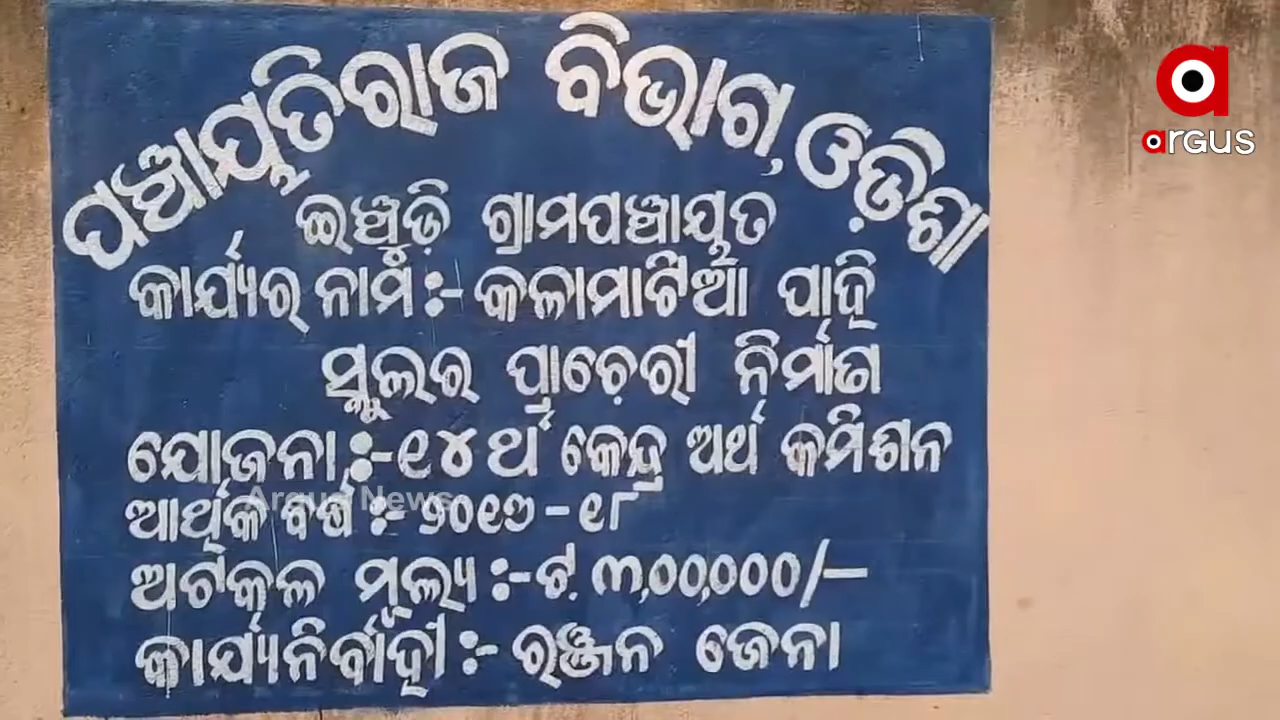 ପଞ୍ଚାୟତିରାଜ ବିଭାଗ, ଓଡ଼ିଶା
ଇଞ୍ଚୁଡ଼ି ଗ୍ରାମପଞ୍ଚାୟତ
କାର୍ଯ୍ୟର ନାମ :- କଳାମାଟିଆ ପାହି
ସ୍କୁଲର ପ୍ରାଚେରୀ ନିର୍ମାଣ
ଯୋଜନା :- ୧୪ ର୍ଥ କେନ୍ଦ୍ର ଅର୍ଥ କମିଶନ
ଆର୍ଥିକ ବର୍ଷ :- ୨୦୧୭ - ୧୮
ଅଟକଳ ମୂଲ୍ୟ :- ଟ. ୩,୦୦,୦୦୦/-
କାର୍ଯ୍ୟନିର୍ବାହୀ :- ରଞ୍ଜନ ଜେନା
argus
Argus News